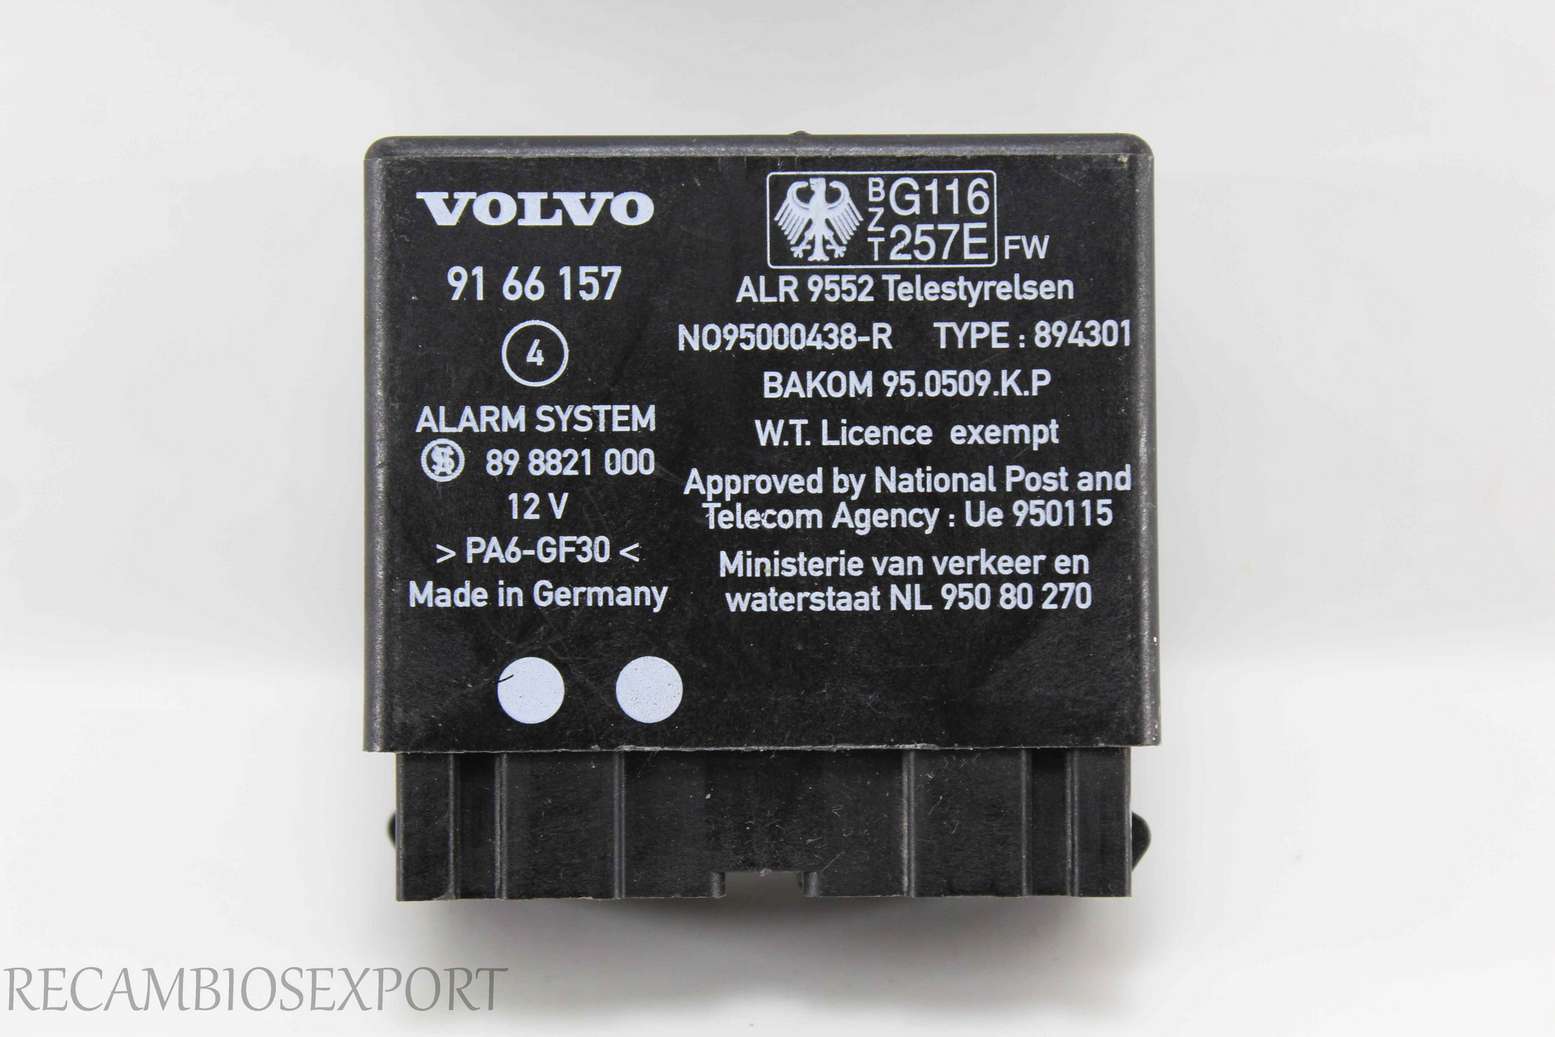 VOLVO
91 66 157
4
ALARM SYSTEM
89 8821 000
12 V
> PA6-GF30 <
Made in Germany
BZT G116
257E FW
ALR 9552 Telestyrelsen
NO95000438-R TYPE : 894301
BAKOM 95.0509.K.P
W.T. Licence exempt
Approved by National Post and
Telecom Agency : Ue 950115
Ministerie van verkeer en
waterstaat NL 950 80 270
RECAMBIOSEXPORT